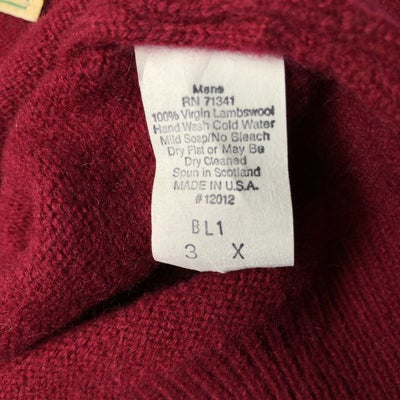 Mens
RN 71341
100% Virgin Lambswool
Hand Wash Cold Water
Mild Soap/No Bleach
Dry Flat or May Be
Dry Cleaned
Spun in Scotland
MADE IN U.S.A.
#12012
BL1
3 X